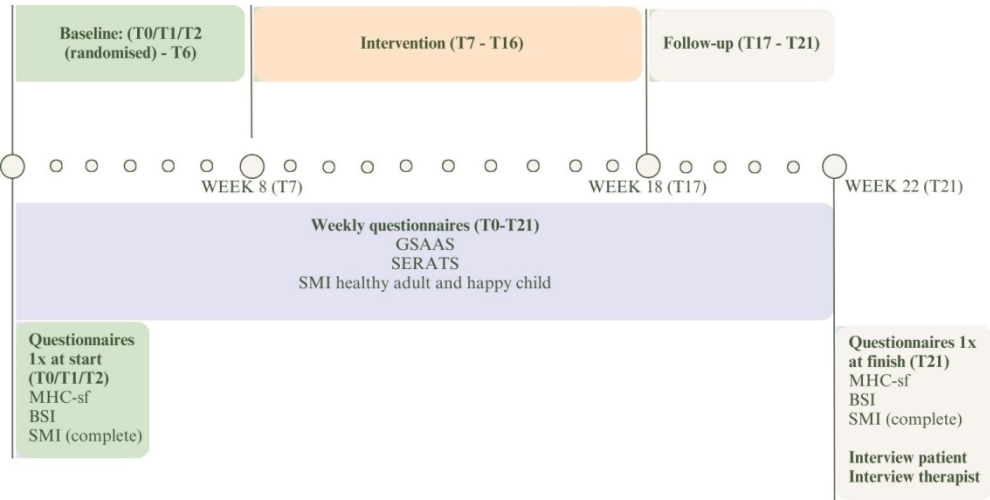 Baseline: (T0/T1/T2
(randomised) - T6)
Intervention (T7 - T16)
Follow-up (T17 - T21)
WEEK 8 (T7)
WEEK 18 (T17)
WEEK 22 (T21)
Weekly questionnaires (T0-T21)
GSAAS
SERATS
SMI healthy adult and happy child
Questionnaires
1x at start
(T0/T1/T2)
MHC-sf
BSI
SMI (complete)
Questionnaires 1x
at finish (T21)
MHC-sf
BSI
SMI (complete)
Interview patient
Interview therapist